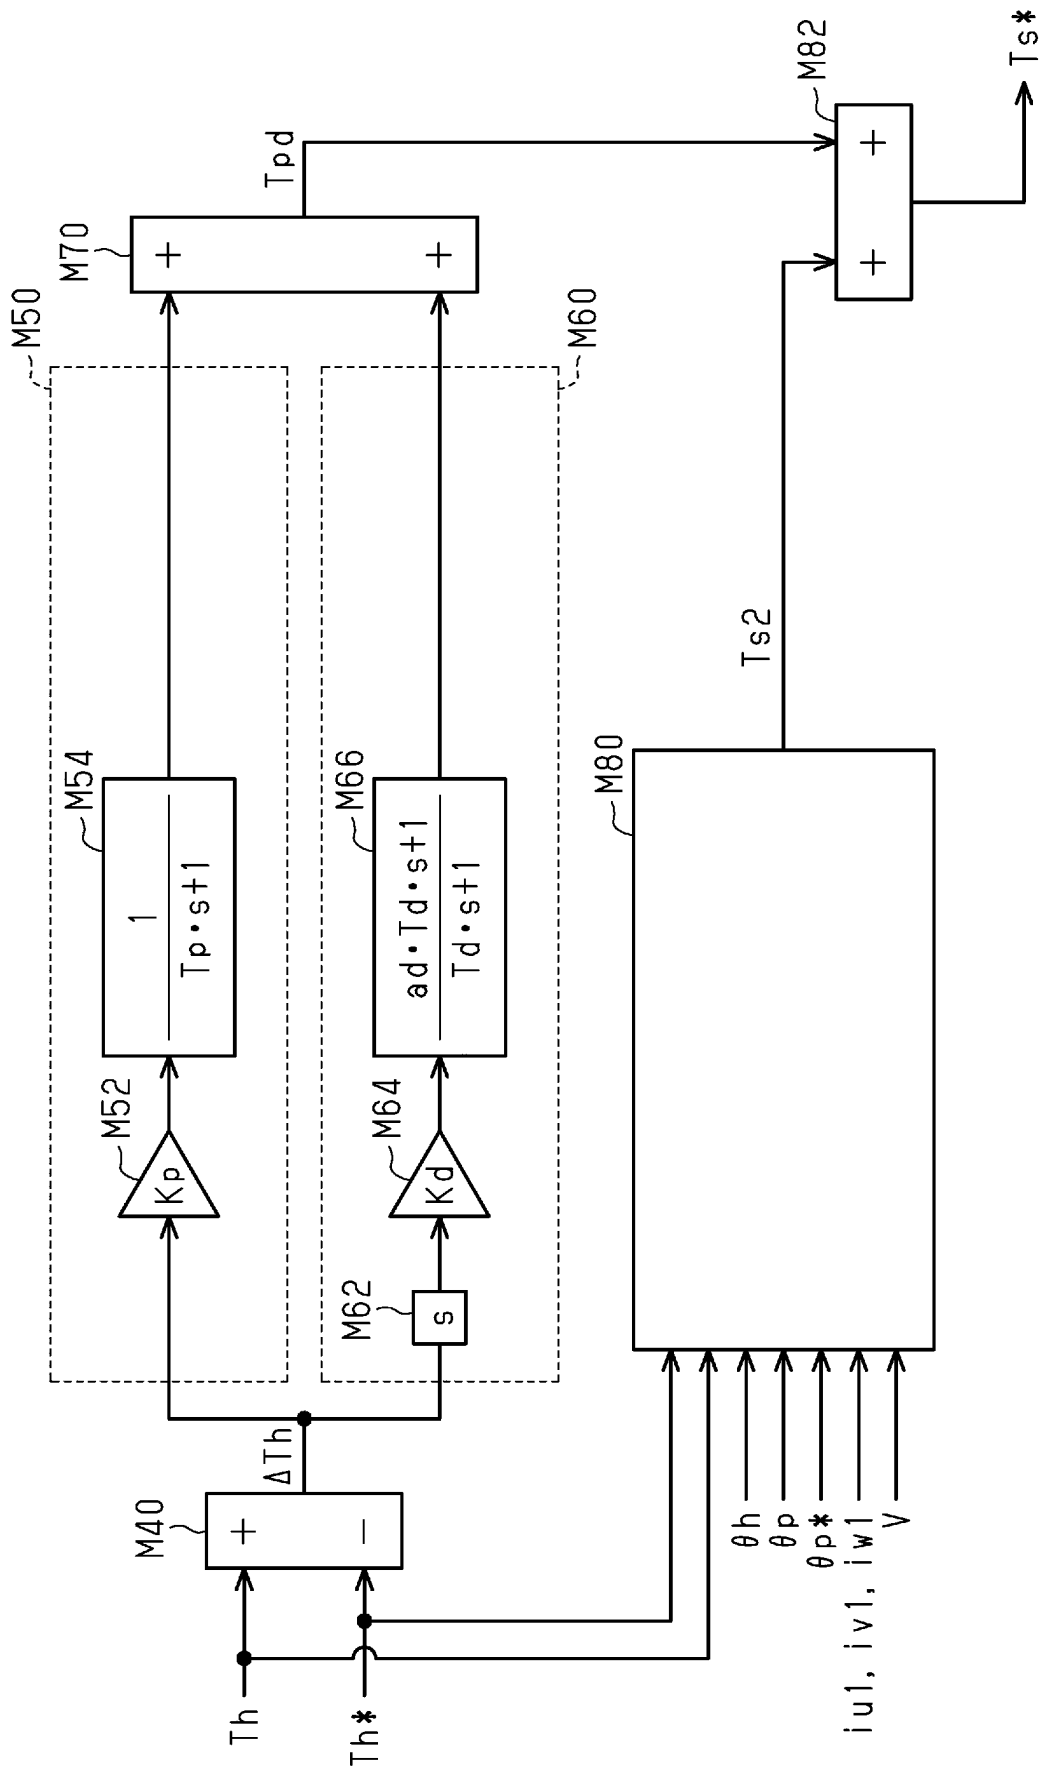 M50
M52
Kp
M54
1
Tp·s+1
M70
+
+
Tpd
Th
Th*
M40
+
−
ΔTh
M60
M62
s
M64
Kd
M66
ad·Td·s+1
Td·s+1
θh
θp
θp*
iu1, iv1, iw1
V
M80
Ts2
M82
+
+
Ts*